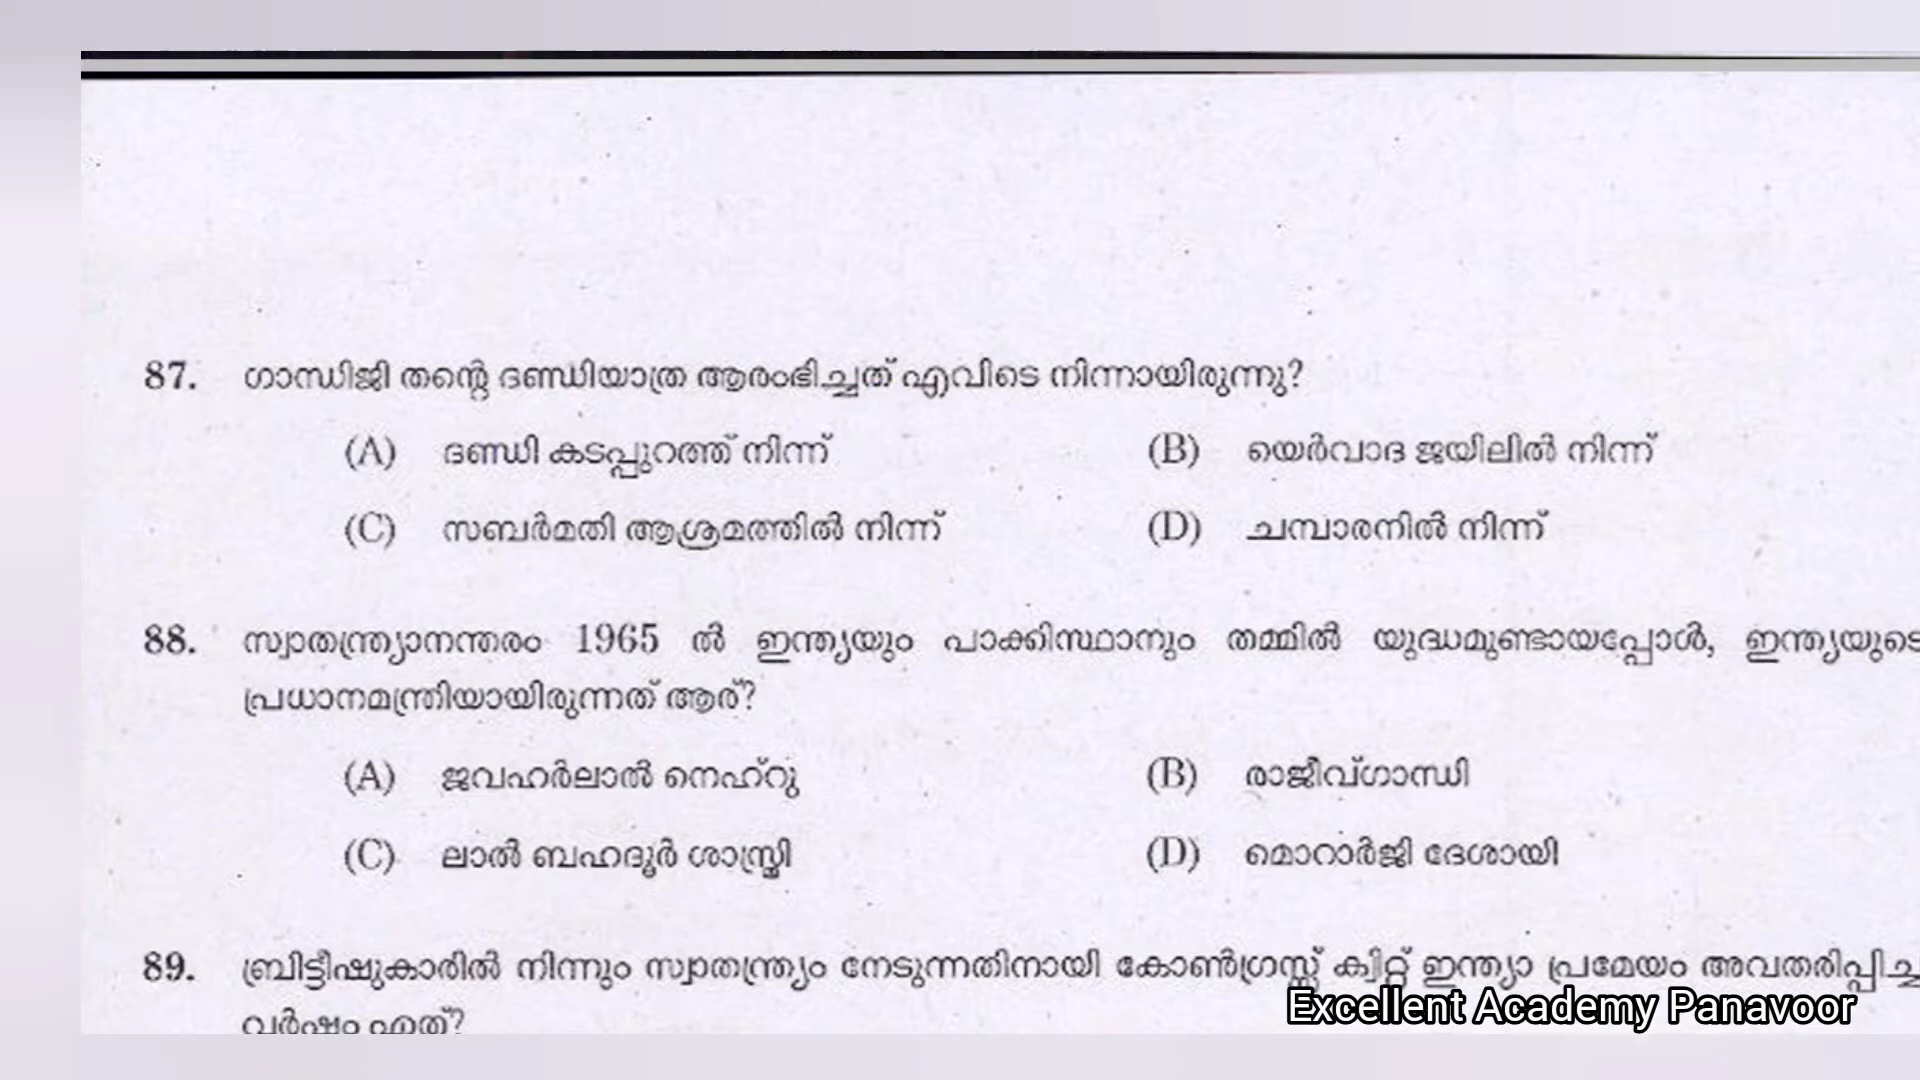 87. ഗാന്ധിജി തന്റെ ദണ്ഡിയാത്ര ആരംഭിച്ചത് എവിടെ നിന്നായിരുന്നു?
(A) ദണ്ഡി കടപ്പുറത്ത് നിന്ന് (B) യെർവാദ ജയിലിൽ നിന്ന്
(C) സബർമതി ആശ്രമത്തിൽ നിന്ന് (D) ചമ്പാരനിൽ നിന്ന്
88. സ്വാതന്ത്ര്യാനന്തരം 1965 ൽ ഇന്ത്യയും പാക്കിസ്ഥാനും തമ്മിൽ യുദ്ധമുണ്ടായപ്പോൾ, ഇന്ത്യയുടെ
പ്രധാനമന്ത്രിയായിരുന്നത് ആര്?
(A) ജവഹർലാൽ നെഹ്റു (B) രാജീവ്ഗാന്ധി
(C) ലാൽ ബഹദൂർ ശാസ്ത്രി (D) മൊറാർജി ദേശായി
89. ബ്രിട്ടീഷുകാരിൽ നിന്നും സ്വാതന്ത്ര്യം നേടുന്നതിനായി കോൺഗ്രസ്സ് ക്വിറ്റ് ഇന്ത്യാ പ്രമേയം അവതരിപ്പിച്ച
വർഷം ഏത്?
Excellent Academy Panavoor